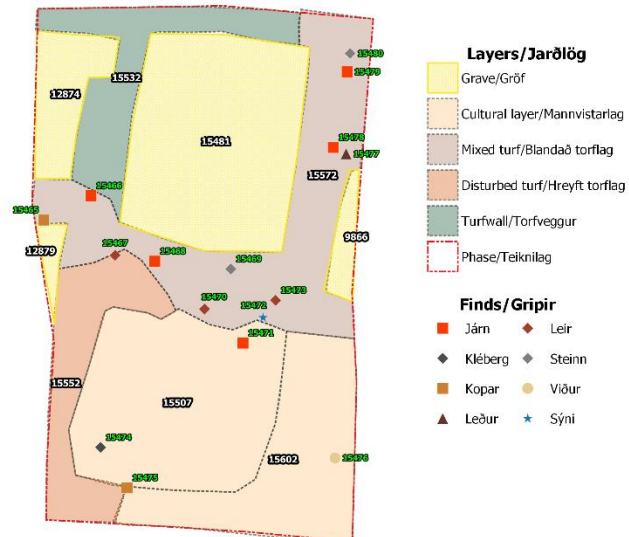 15480
15479
12874
15532
15481
15478
15477
15572
15466
15465
12879
15467
15468
15469
9866
15473
15470
15472
15471
15552
15507
15474
15602
15476
15475
Layers/Jarðlög
Grave/Gröf
Cultural layer/Mannvistarlag
Mixed turf/Blandað torflag
Disturbed turf/Hreyft torflag
Turfwall/Torfveggur
Phase/Teiknilag
Finds/Gripir
Járn Leir
Kléberg Steinn
Kopar Viður
Leður Sýni